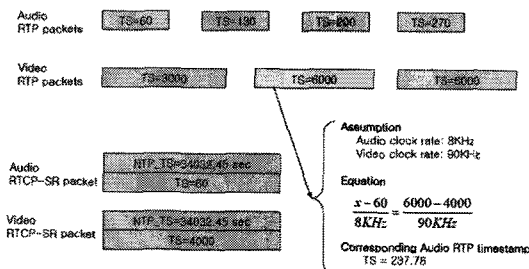 Audio
RTP packets
TS=60
TS=130
TS=200
TS=270
Video
RTP packets
TS=3000
TS=6000
TS=6000
Audio
RTCP-SR packet
NTP_TS=34032.45 sec
TS=60
Video
RTCP-SR packet
NTP_TS=34032.45 sec
TS=4000
Assumption
Audio clock rate: 8KHz
Video clock rate: 90KHz
Equation
x-60 / 8KHz = 6000-4000 / 90KHz
Corresponding Audio RTP timestamp
TS = 237.78